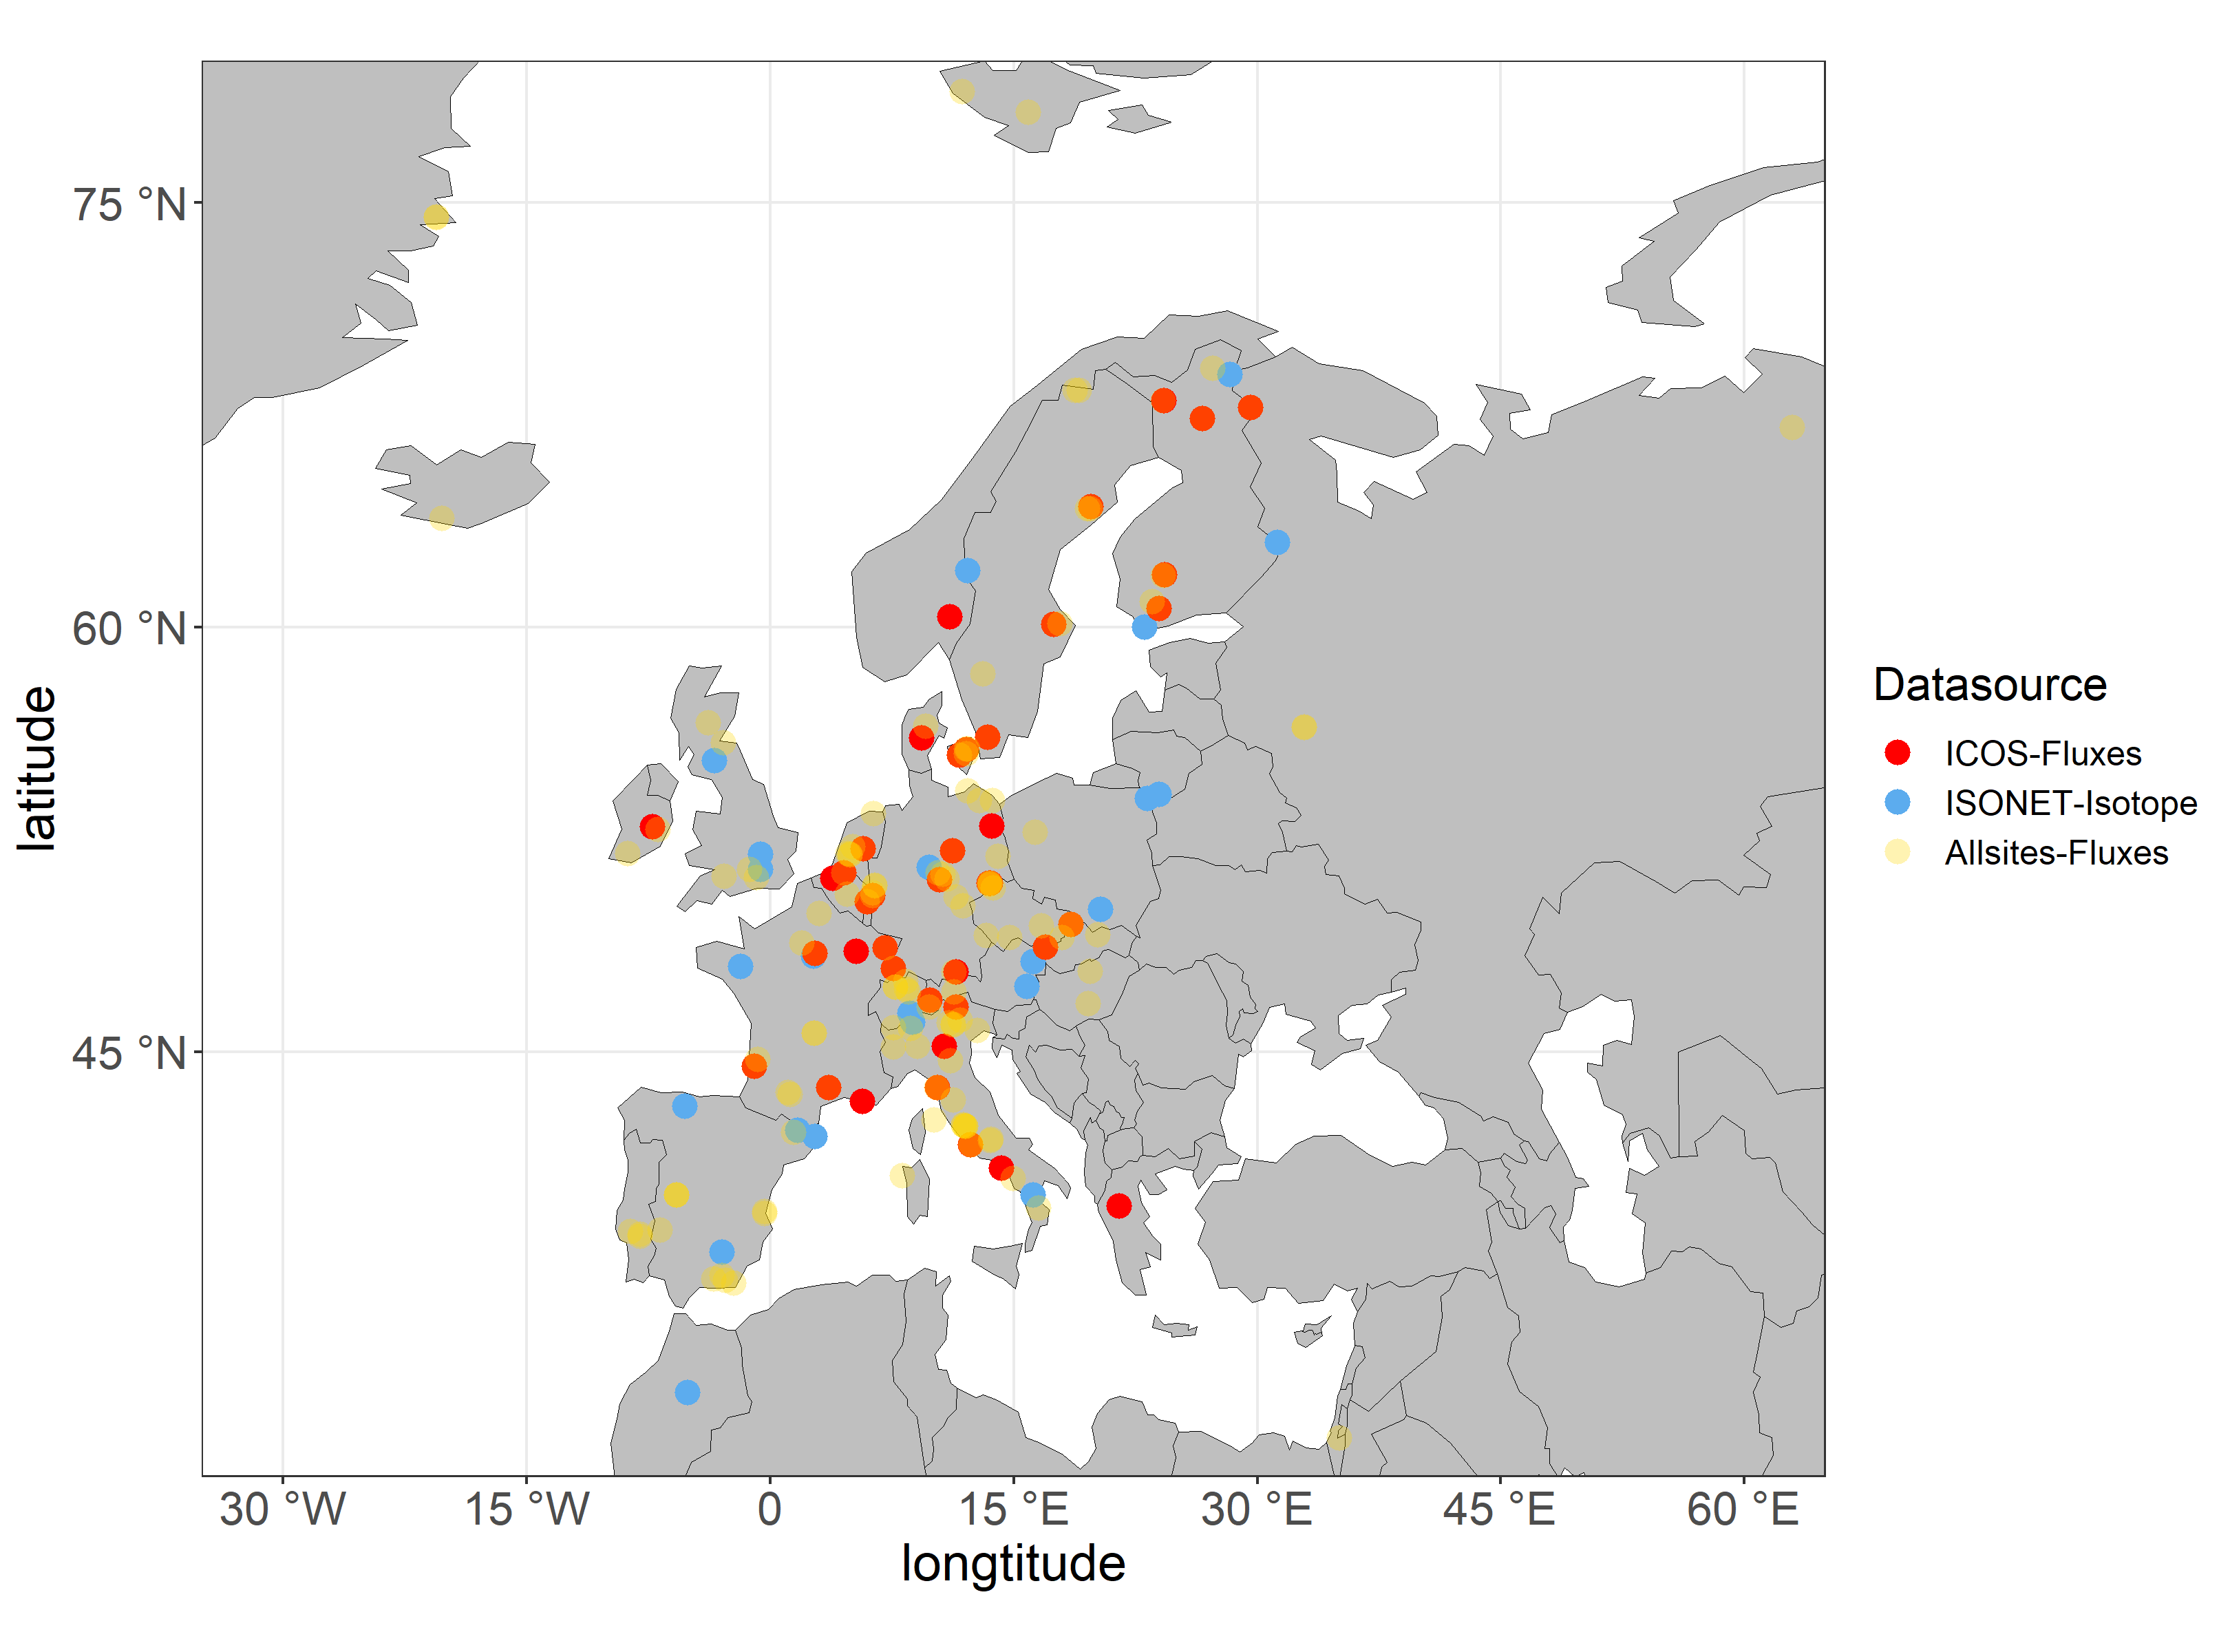 75 °N
60 °N
45 °N
latitude
30 °W
15 °W
0
15 °E
30 °E
45 °E
60 °E
longtitude
Datasource
ICOS-Fluxes
ISONET-Isotope
Allsites-Fluxes